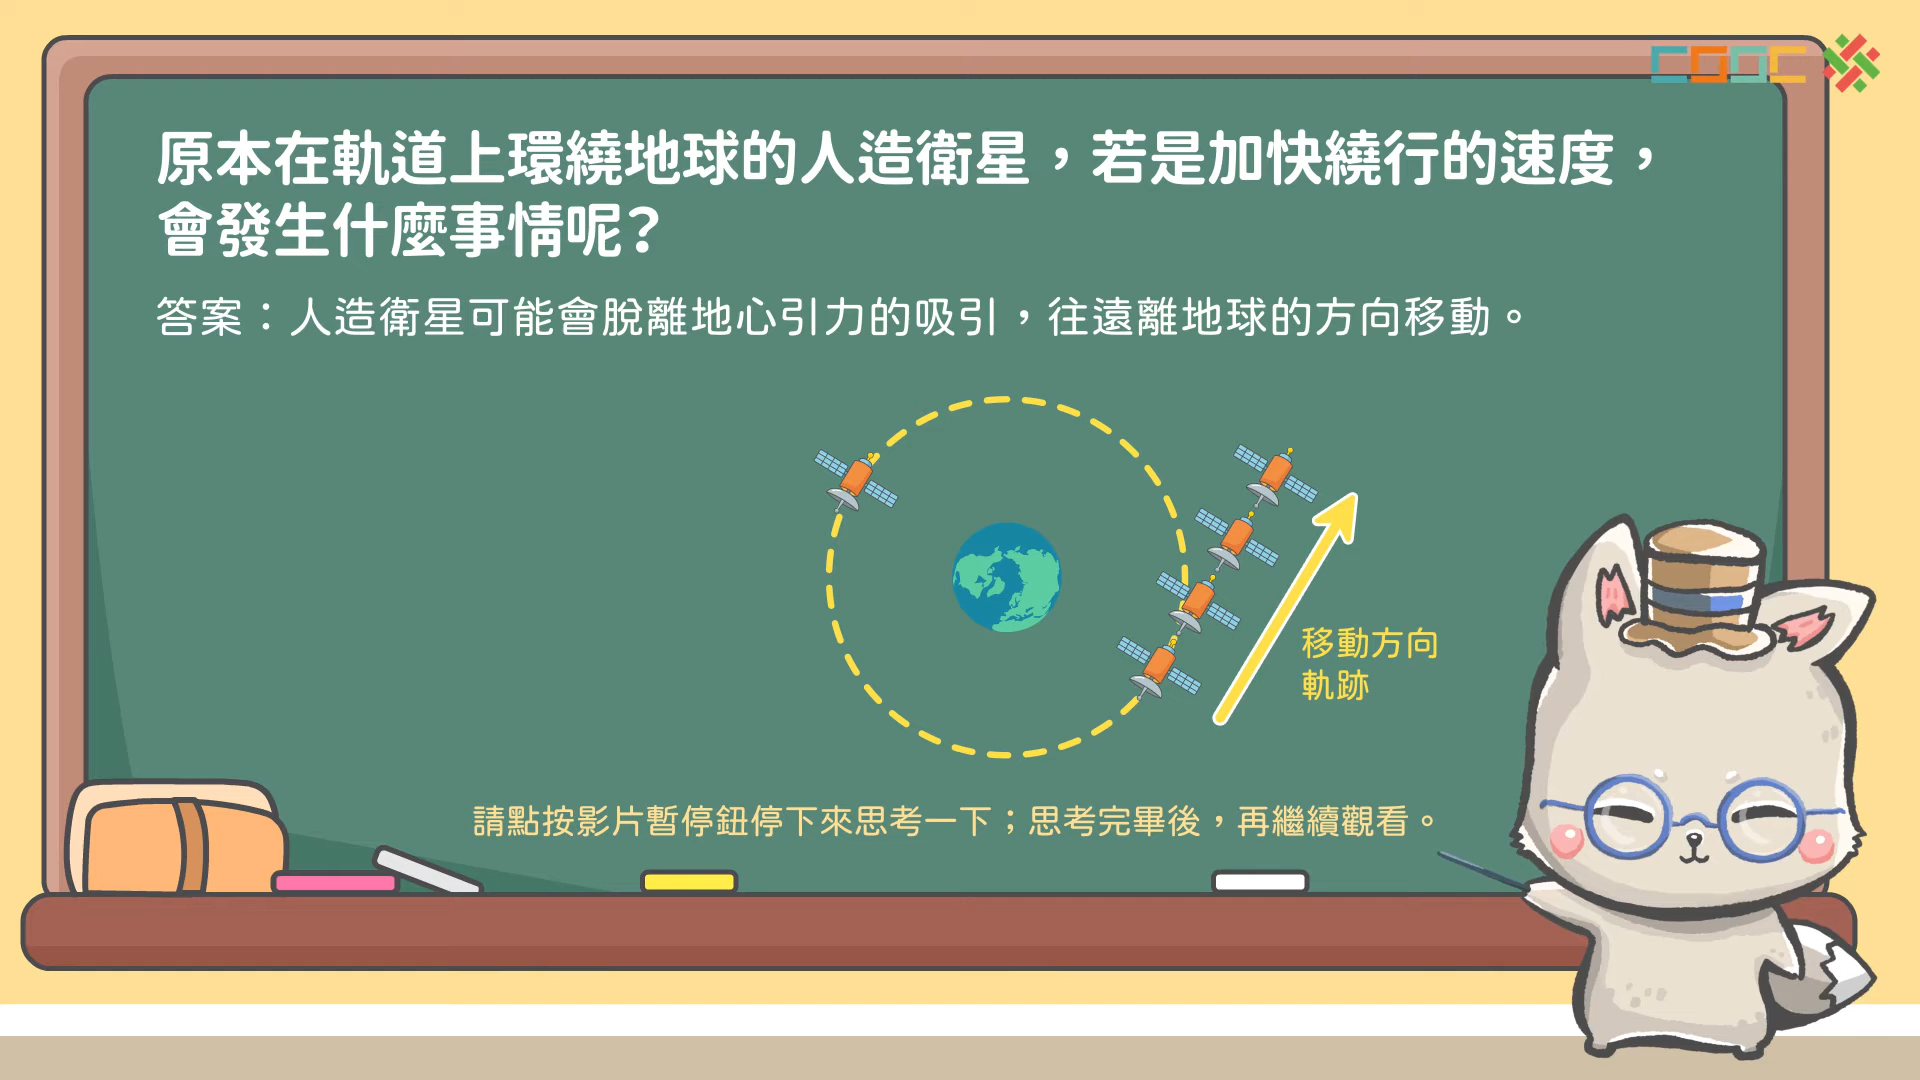 COOC
原本在軌道上環繞地球的人造衛星，若是加快繞行的速度，
會發生什麼事情呢？
答案：人造衛星可能會脫離地心引力的吸引，往遠離地球的方向移動。
移動方向
軌跡
請點按影片暫停鈕停下來思考一下；思考完畢後，再繼續觀看。